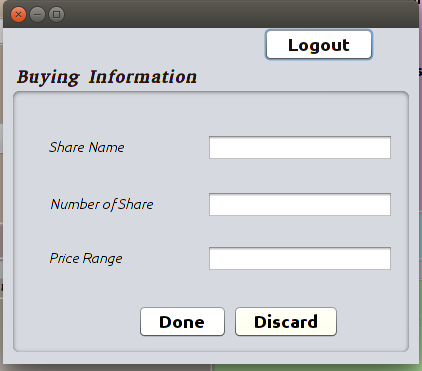 Logout
Buying Information
Share Name
Number of Share
Price Range
Done Discard